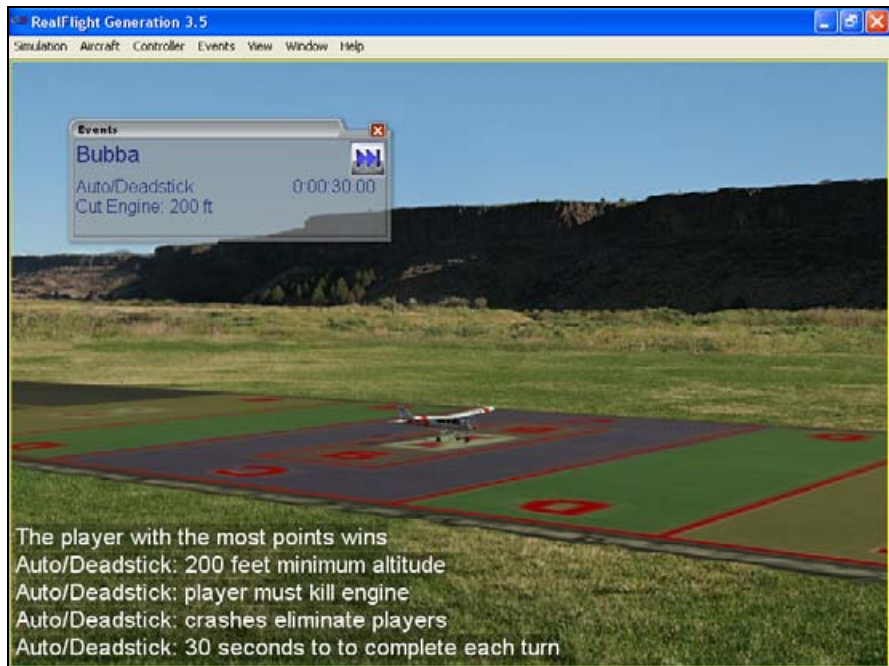 RealFlight Generation 3.5
Simulation Aircraft Controller Events View Window Help
Events
Bubba
Auto/Deadstick 0:00:30.00
Cut Engine: 200 ft
D
C
D
D
The player with the most points wins
Auto/Deadstick: 200 feet minimum altitude
Auto/Deadstick: player must kill engine
Auto/Deadstick: crashes eliminate players
Auto/Deadstick: 30 seconds to to complete each turn